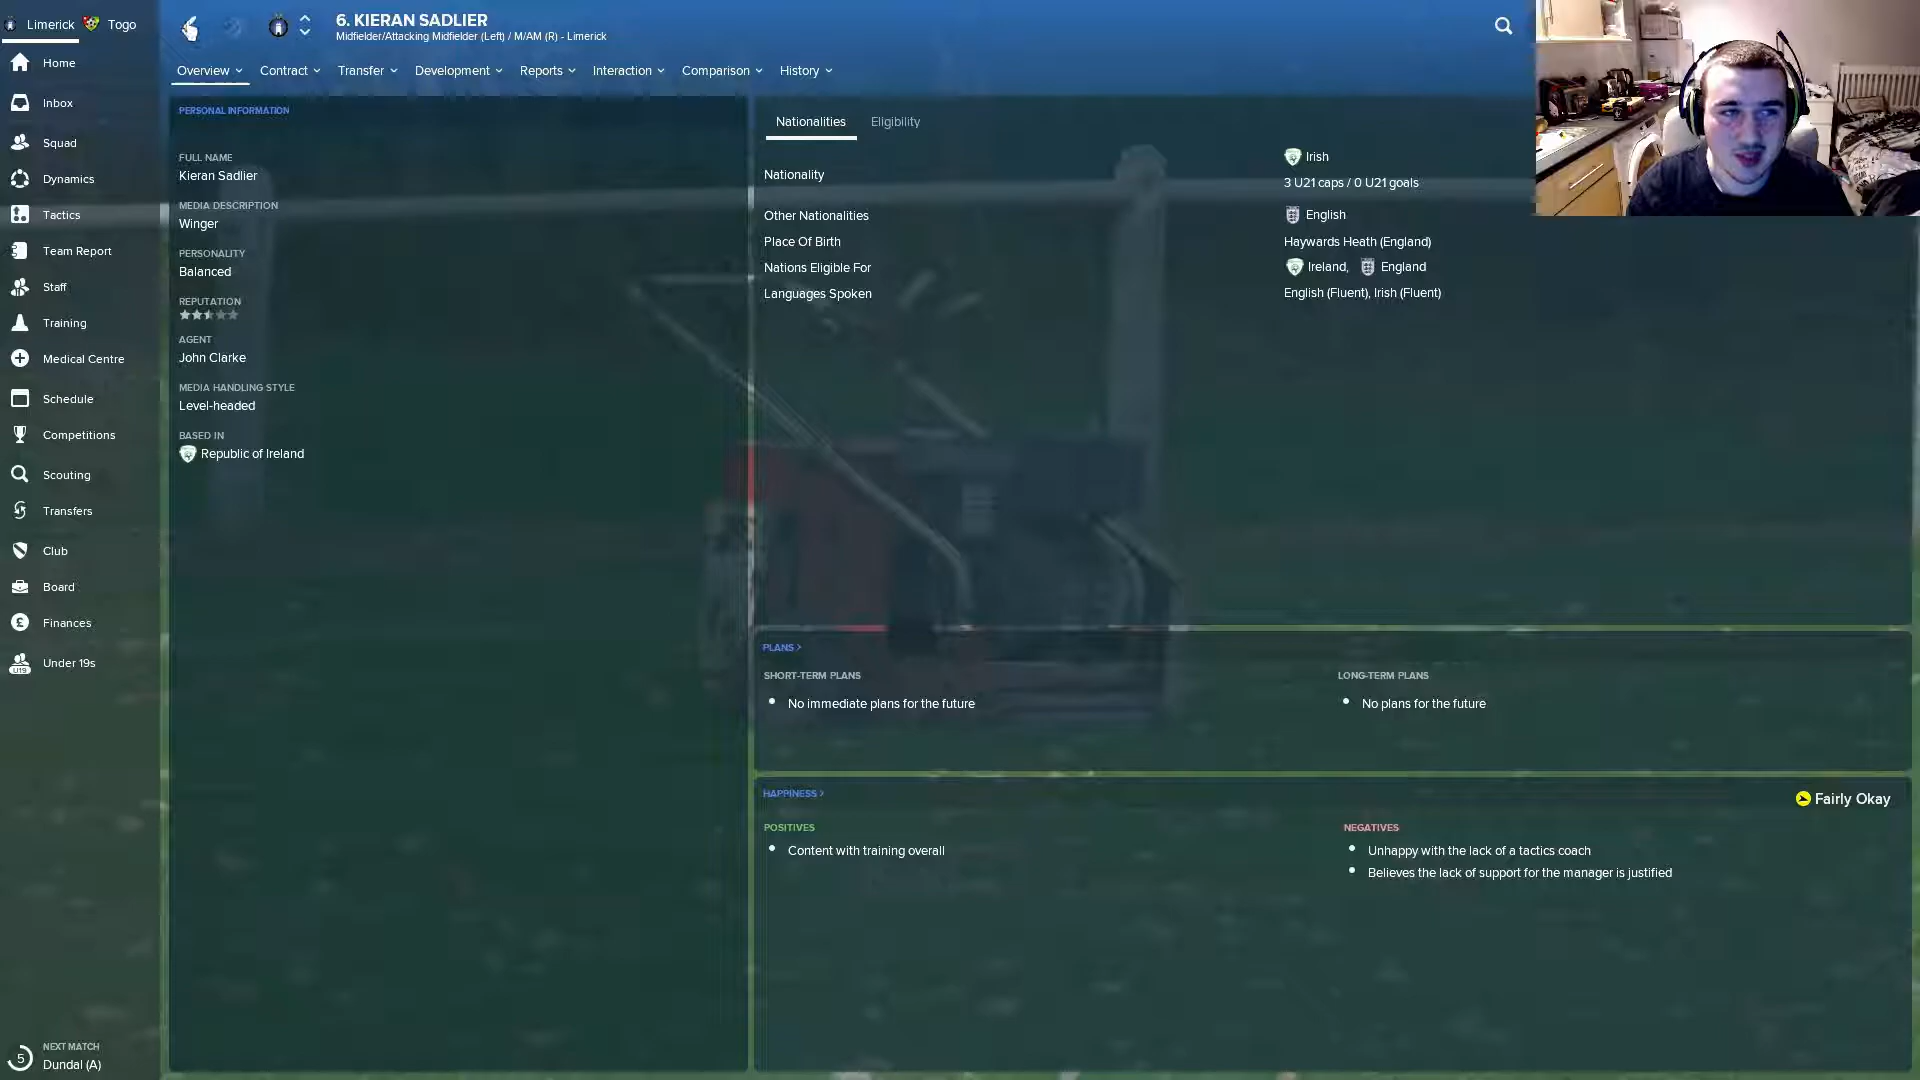 Limerick
Togo
Home
Inbox
Squad
Dynamics
Tactics
Team Report
Staff
Training
Medical Centre
Schedule
Competitions
Scouting
Transfers
Club
Board
Finances
U19
Under 19s
5
NEXT MATCH
Dundal (A)
6. KIERAN SADLIER
Midfielder/Attacking Midfielder (Left) / M/AM (R) - Limerick
Overview
Contract
Transfer
Development
Reports
Interaction
Comparison
History
PERSONAL INFORMATION
FULL NAME
Kieran Sadlier
MEDIA DESCRIPTION
Winger
PERSONALITY
Balanced
REPUTATION
AGENT
John Clarke
MEDIA HANDLING STYLE
Level-headed
BASED IN
Republic of Ireland
Nationalities
Eligibility
Nationality
Irish
3 U21 caps / 0 U21 goals
Other Nationalities
English
Place Of Birth
Haywards Heath (England)
Nations Eligible For
Ireland, England
Languages Spoken
English (Fluent), Irish (Fluent)
PLANS >
SHORT-TERM PLANS
No immediate plans for the future
LONG-TERM PLANS
No plans for the future
HAPPINESS >
Fairly Okay
POSITIVES
Content with training overall
NEGATIVES
Unhappy with the lack of a tactics coach
Believes the lack of support for the manager is justified